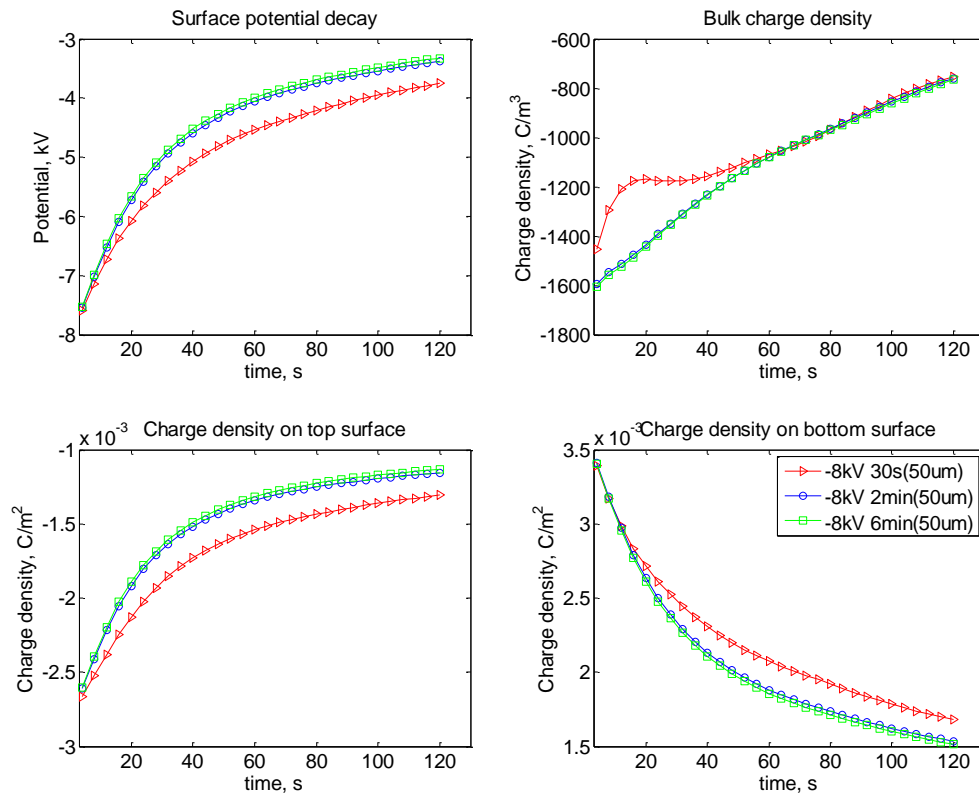 Surface potential decay
Potential, kV
-3
-4
-5
-6
-7
-8
20 40 60 80 100 120
time, s
Bulk charge density
Charge density, C/m³
-600
-800
-1000
-1200
-1400
-1600
-1800
20 40 60 80 100 120
time, s
Charge density on top surface
x 10⁻³
Charge density, C/m²
-1
-1.5
-2
-2.5
-3
20 40 60 80 100 120
time, s
Charge density on bottom surface
x 10⁻³
Charge density, C/m²
3.5
3
2.5
2
1.5
20 40 60 80 100 120
time, s
-8kV 30s(50um)
-8kV 2min(50um)
-8kV 6min(50um)